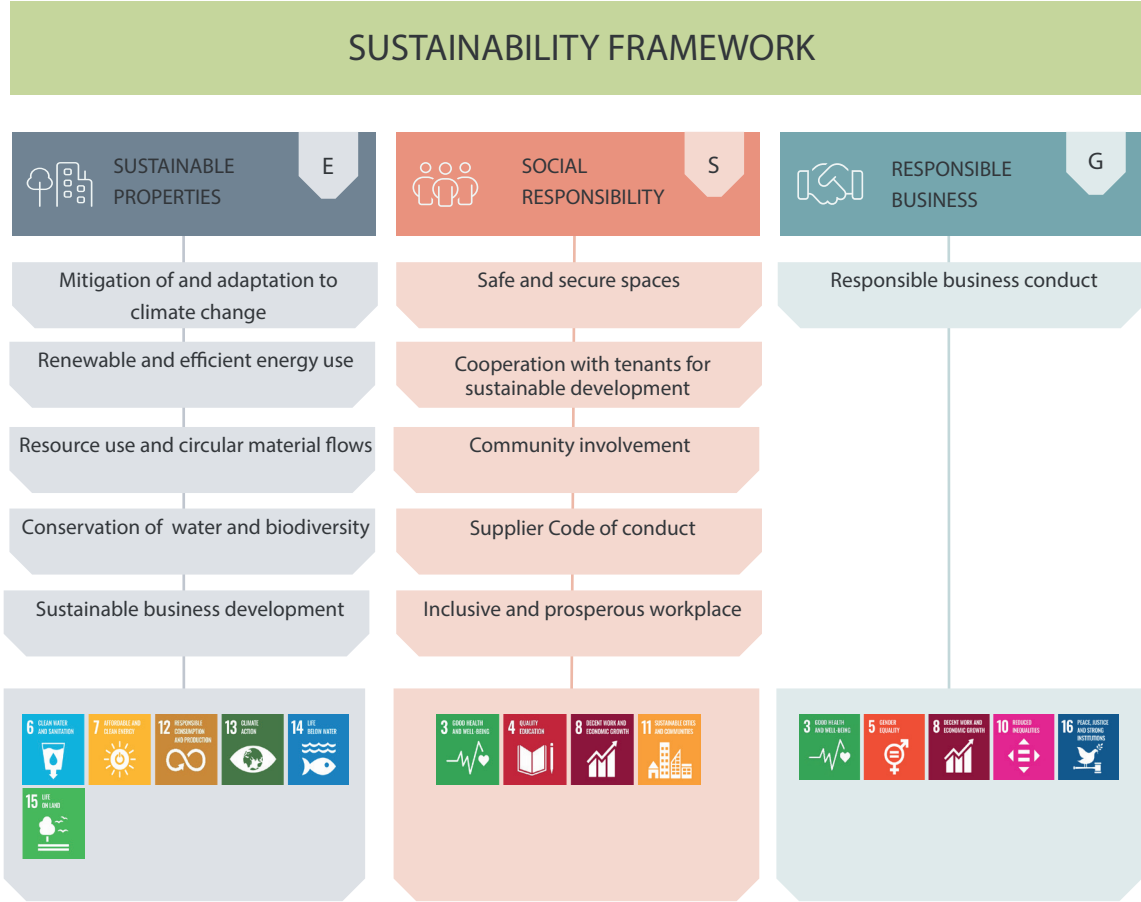 SUSTAINABILITY FRAMEWORK
SUSTAINABLE
PROPERTIES
E
Mitigation of and adaptation to
climate change
Renewable and efficient energy use
Resource use and circular material flows
Conservation of water and biodiversity
Sustainable business development
6 CLEAN WATER
AND SANITATION
7 AFFORDABLE AND
CLEAN ENERGY
12 RESPONSIBLE
CONSUMPTION
AND PRODUCTION
13 CLIMATE
ACTION
14 LIFE
BELOW WATER
15 LIFE
ON LAND
SOCIAL
RESPONSIBILITY
S
Safe and secure spaces
Cooperation with tenants for
sustainable development
Community involvement
Supplier Code of conduct
Inclusive and prosperous workplace
3 GOOD HEALTH
AND WELL-BEING
4 QUALITY
EDUCATION
8 DECENT WORK AND
ECONOMIC GROWTH
11 SUSTAINABLE CITIES
AND COMMUNITIES
RESPONSIBLE
BUSINESS
G
Responsible business conduct
3 GOOD HEALTH
AND WELL-BEING
5 GENDER
EQUALITY
8 DECENT WORK AND
ECONOMIC GROWTH
10 REDUCED
INEQUALITIES
16 PEACE, JUSTICE
AND STRONG
INSTITUTIONS